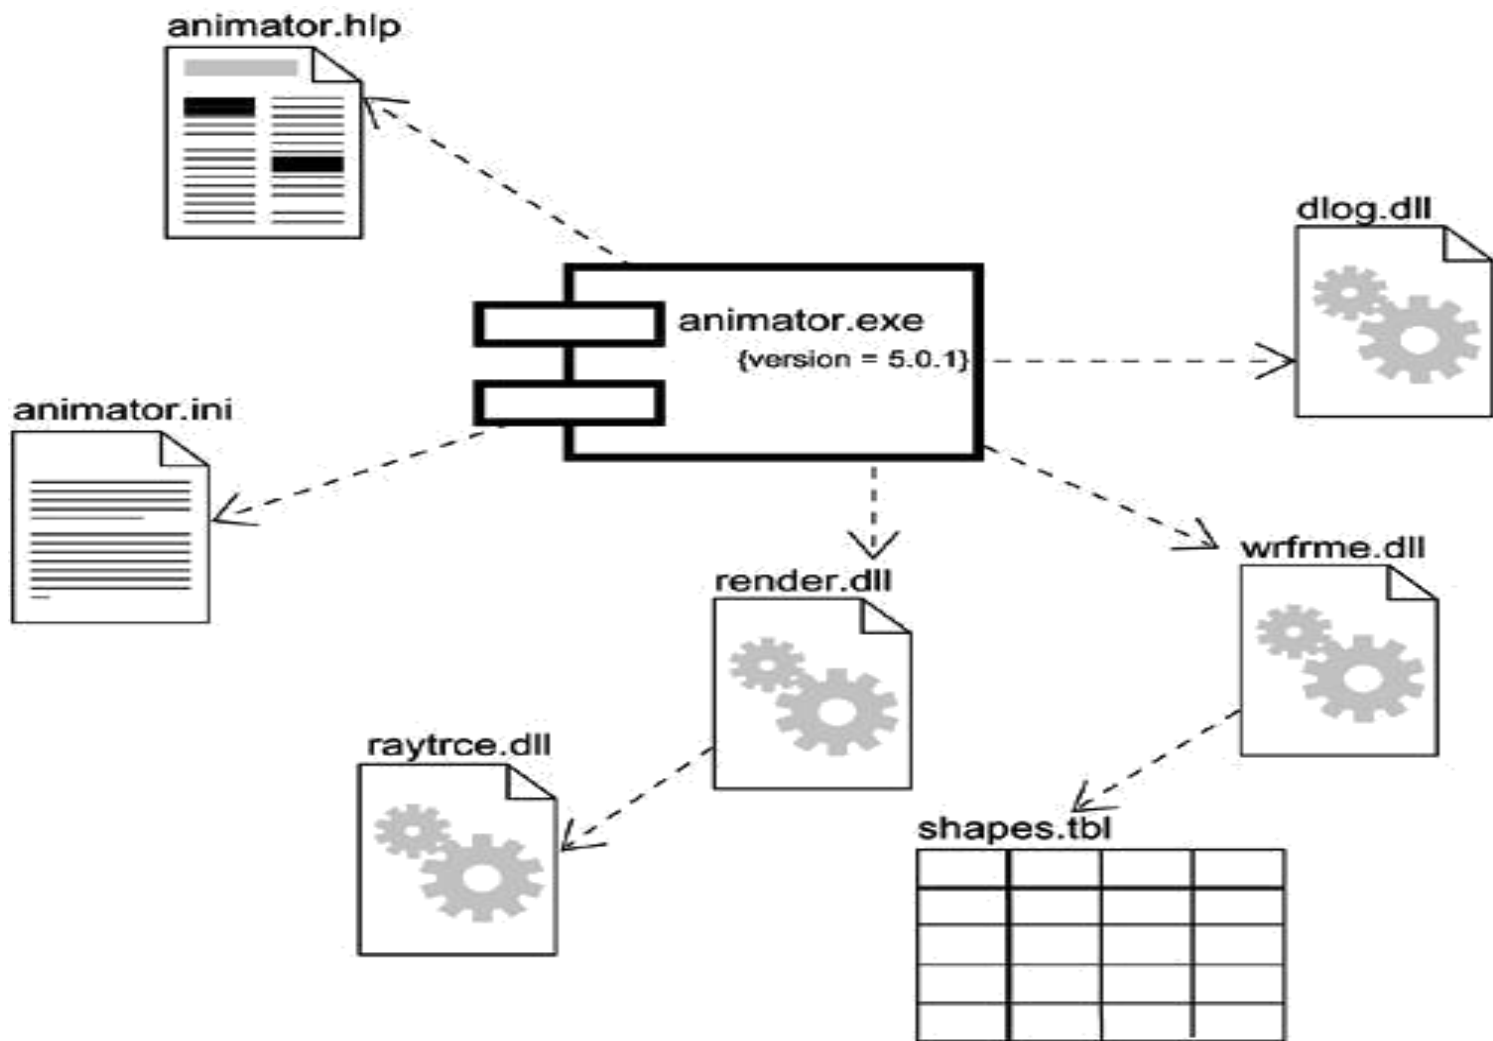 animator.hlp
dlog.dll
animator.exe
{version = 5.0.1}
animator.ini
wrfrme.dll
render.dll
raytrce.dll
shapes.tbl